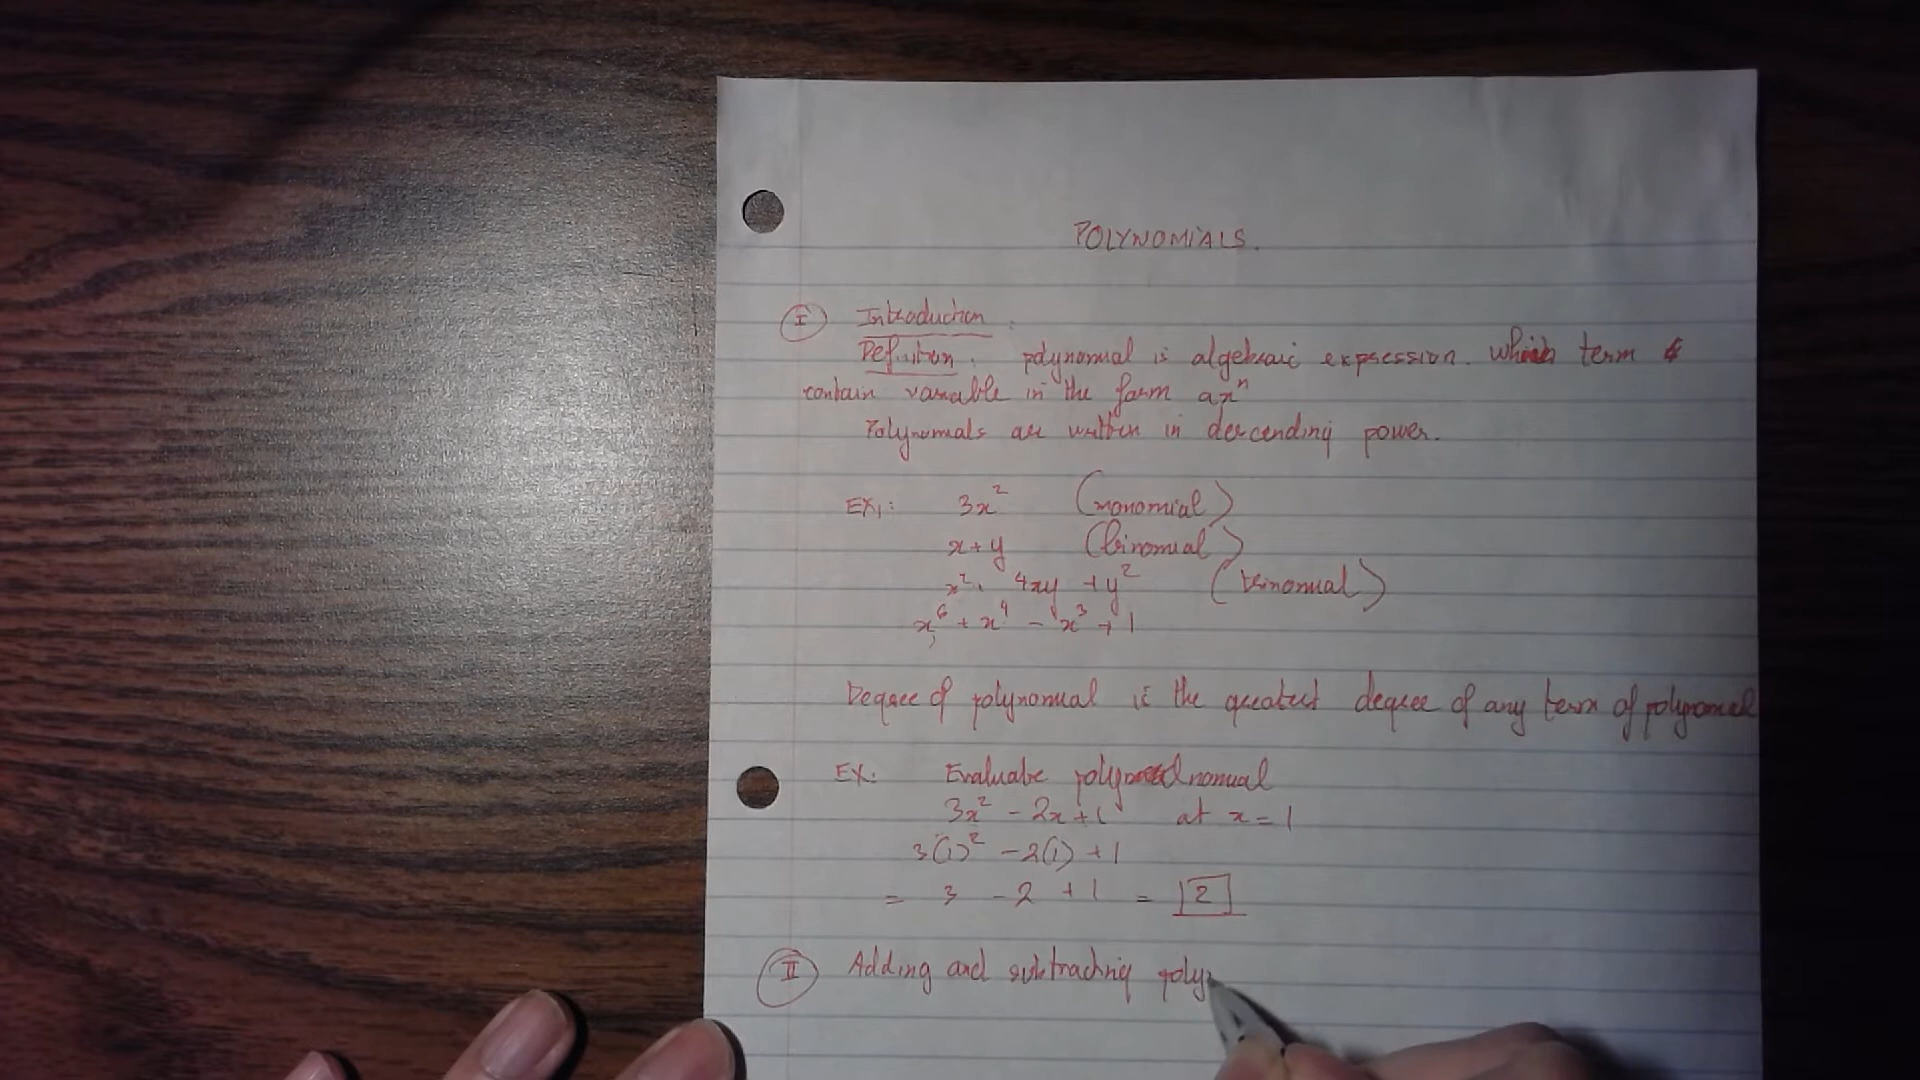 POLYNOMIALS.
I Introduction :
Definition : polynomial is algebraic expression. which term
contain variable in the form ax^n
Polynomials are written in descending power.
EX1: 3x^2 (monomial)
x + y (binomial)
x^2 + 4xy + y^2 (trinomial)
x^6 + x^4 - x^3 + 1
Degree of polynomial is the greatest degree of any term of polynomial
EX: Evaluate polynomial
3x^2 - 2x + 1 at x = 1
3(1)^2 - 2(1) + 1
= 3 - 2 + 1 = 2
II Adding and subtracting poly